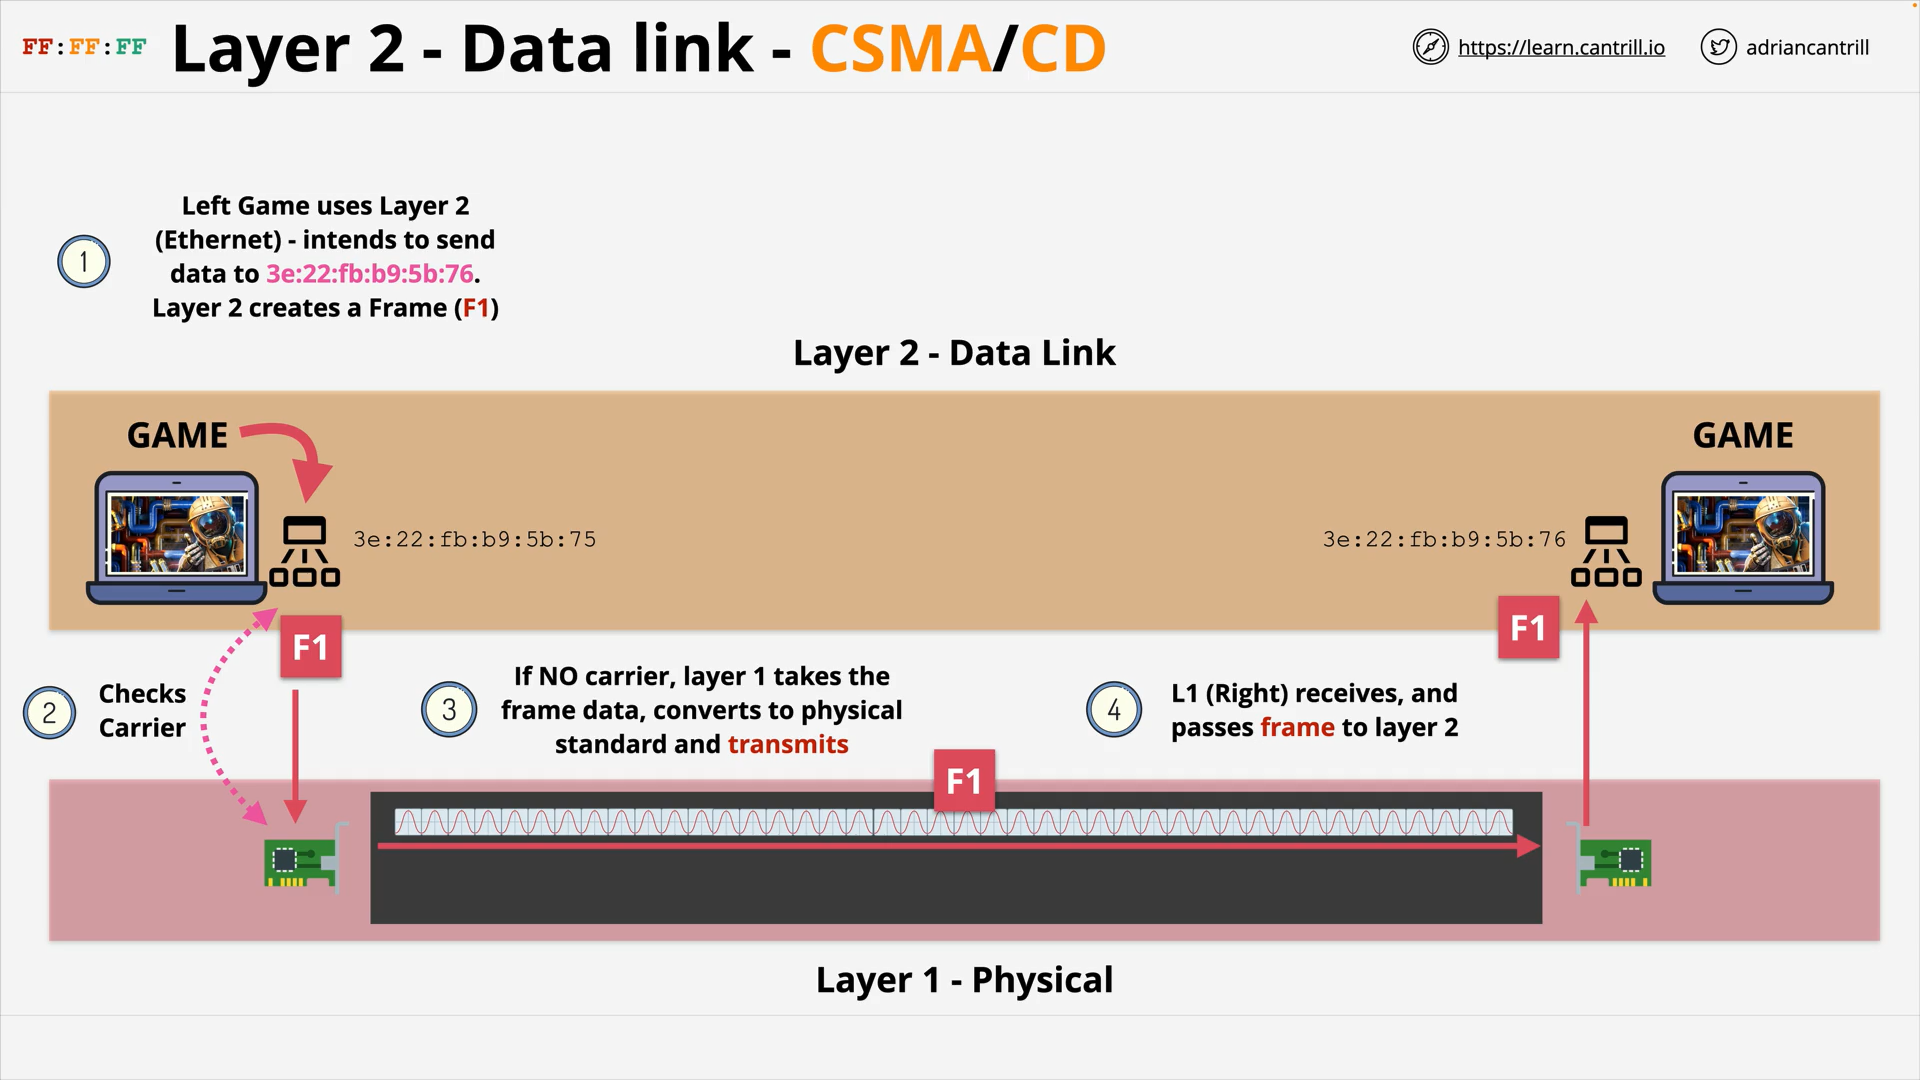 FF:FF:FF
Layer 2 - Data link - CSMA/CD
https://learn.cantrill.io
adriancantrill
1
Left Game uses Layer 2
(Ethernet) - intends to send
data to 3e:22:fb:b9:5b:76.
Layer 2 creates a Frame (F1)
Layer 2 - Data Link
GAME
GAME
3e:22:fb:b9:5b:75
3e:22:fb:b9:5b:76
F1
F1
2
Checks
Carrier
3
If NO carrier, layer 1 takes the
frame data, converts to physical
standard and transmits
4
L1 (Right) receives, and
passes frame to layer 2
F1
Layer 1 - Physical